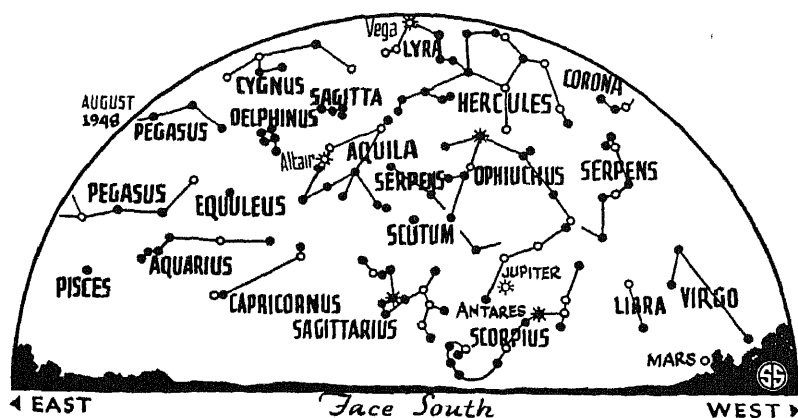 Vega
LYRA
CYGNUS
CORONA
SAGITTA
HERCULES
AUGUST
1948
DELPHINUS
PEGASUS
AQUILA
Altair
SERPENS
OPHIUCHUS
SERPENS
PEGASUS
EQUULEUS
SCUTUM
AQUARIUS
JUPITER
PISCES
CAPRICORNUS
ANTARES
LIBRA
VIRGO
SAGITTARIUS
SCORPIUS
MARS
SS
EAST
Face South
WEST